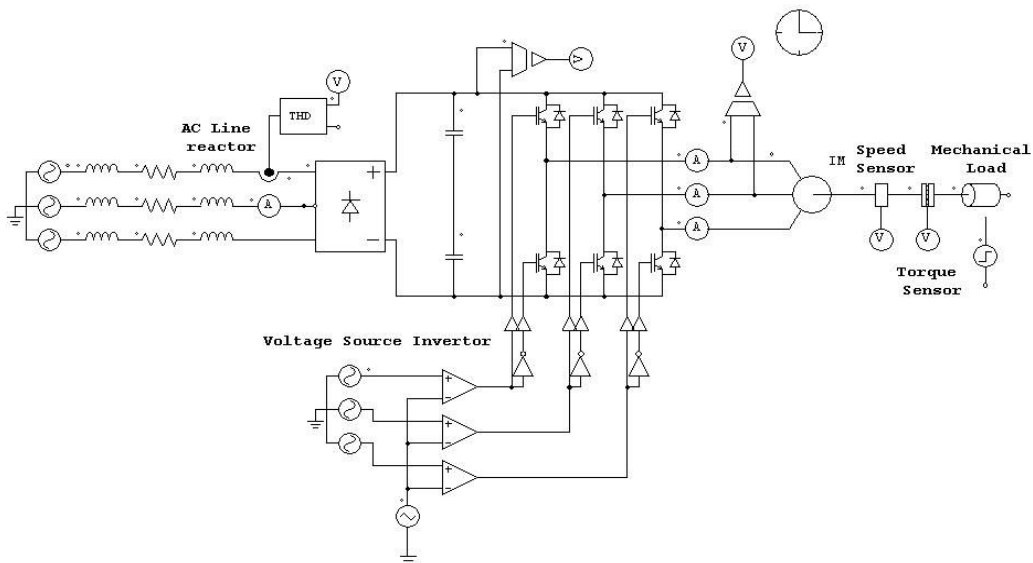 V
V
V
THD
AC Line
reactor
A
A
A
A
IM
Speed
Sensor
Mechanical
Load
V
V
Torque
Sensor
Voltage Source Invertor